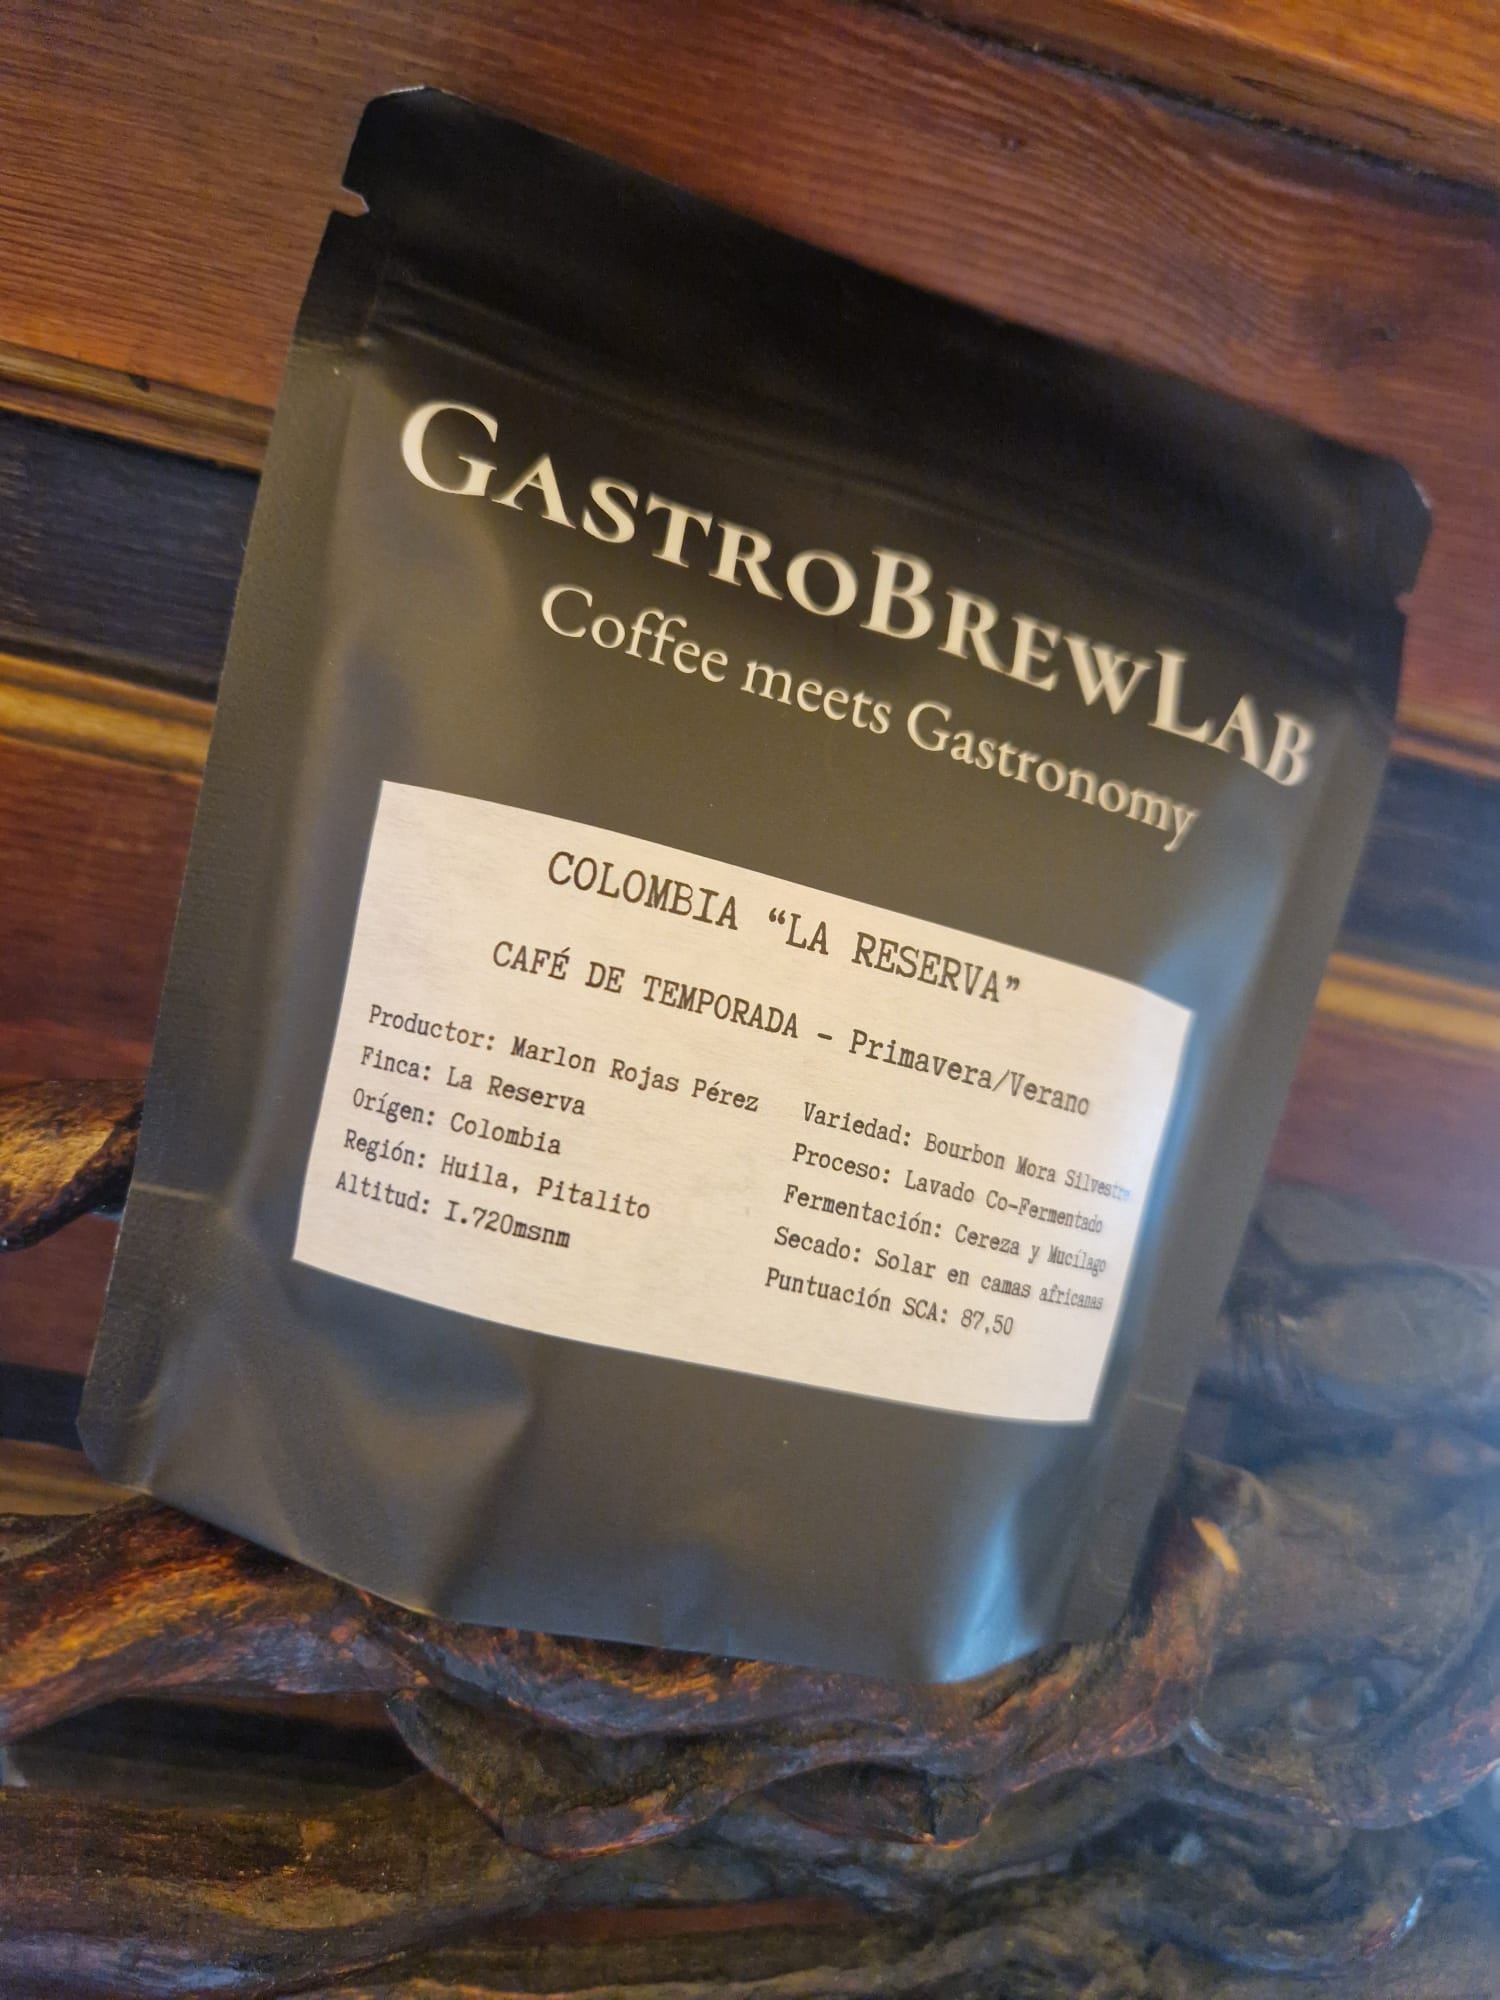 GASTROBREWLAB
Coffee meets Gastronomy
COLOMBIA “LA RESERVA”
CAFÉ DE TEMPORADA – Primavera/Verano
Productor: Marlon Rojas Pérez
Finca: La Reserva
Orígen: Colombia
Región: Huila, Pitalito
Altitud: I.720msnm
Variedad: Bourbon Mora Silvestre
Proceso: Lavado Co-Fermentado
Fermentación: Cereza y Mucílago
Secado: Solar en camas africanas
Puntuación SCA: 87,50